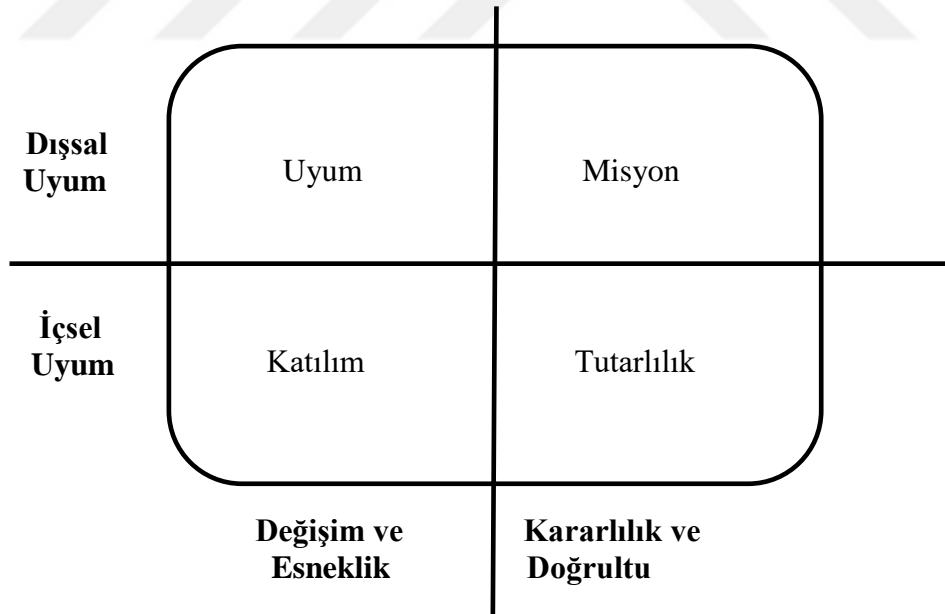 Dışsal
Uyum
Uyum
Misyon
İçsel
Uyum
Katılım
Tutarlılık
Değişim ve
Esneklik
Kararlılık ve
Doğrultu